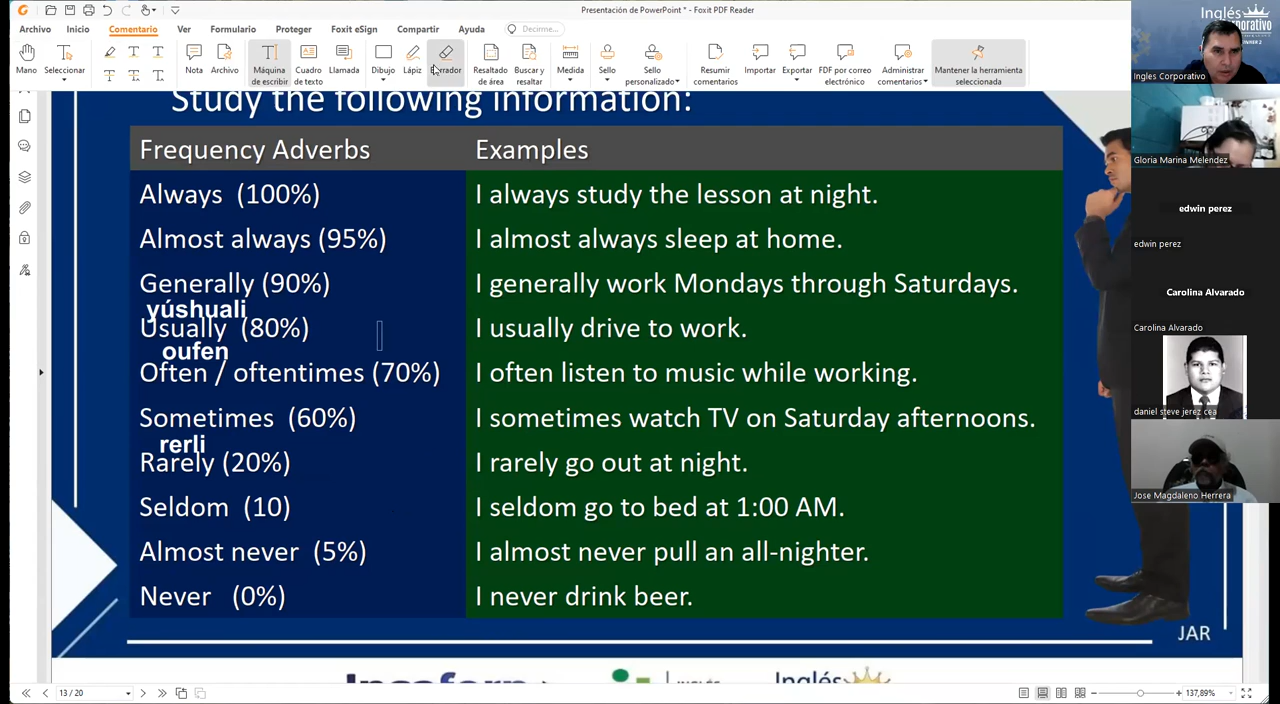 Presentación de PowerPoint * - Foxit PDF Reader
Archivo Inicio Comentario Ver Formulario Proteger Foxit eSign Compartir Ayuda Decirme...
Mano Seleccionar Nota Archivo Máquina de escribir Cuadro de texto Llamada Dibujo Lápiz Borrador Resaltado de área Buscar y resaltar Medida Sello Sello personalizado Resumir comentarios Importar Exportar PDF por correo electrónico Administrar comentarios Mantener la herramienta seleccionada
Study the following information:
Frequency Adverbs Examples
Always (100%) I always study the lesson at night.
Almost always (95%) I almost always sleep at home.
Generally (90%) I generally work Mondays through Saturdays.
yúshuali
Usually (80%) I usually drive to work.
oufen
Often / oftentimes (70%) I often listen to music while working.
Sometimes (60%) I sometimes watch TV on Saturday afternoons.
rerli
Rarely (20%) I rarely go out at night.
Seldom (10) I seldom go to bed at 1:00 AM.
Almost never (5%) I almost never pull an all-nighter.
Never (0%) I never drink beer.
JAR
Inglés
13 / 20
137,89%
Inglés
Ingles Corporativo
Gloria Marina Melendez
edwin perez
edwin perez
Carolina Alvarado
Carolina Alvarado
daniel steve jerez cea
Jose Magdaleno Herrera